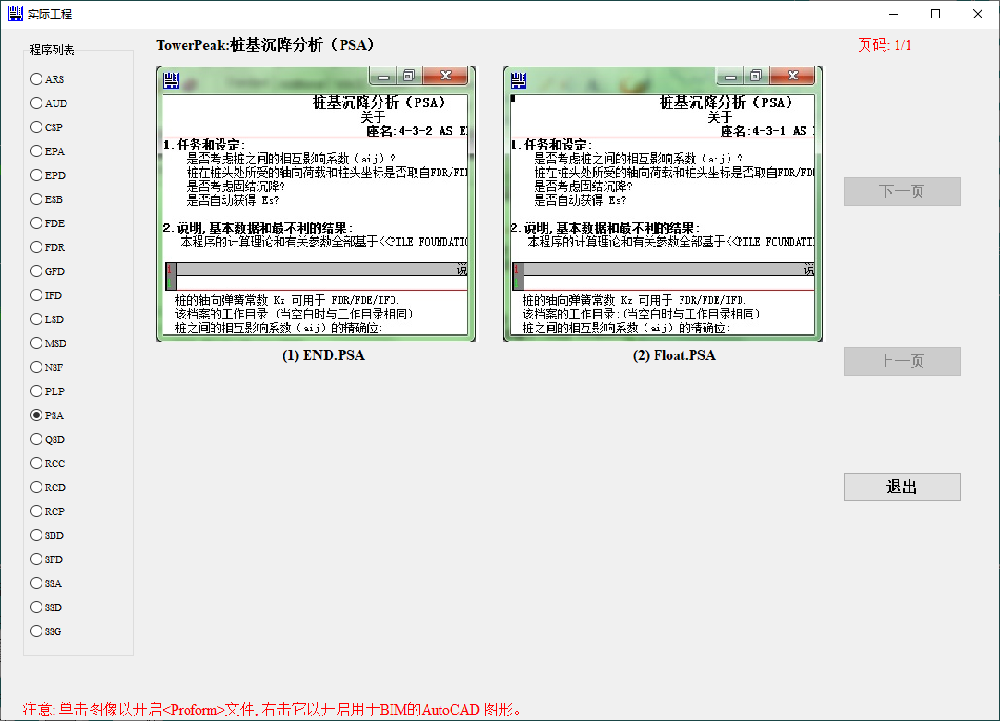 实际工程
程序列表
ARS
AUD
CSP
EPA
EPD
ESB
FDE
FDR
GFD
IFD
LSD
MSD
NSF
PLP
PSA
QSD
RCC
RCD
RCP
SBD
SFD
SSA
SSD
SSG
TowerPeak:桩基沉降分析（PSA）
桩基沉降分析（PSA）
关于
座名:4-3-2 AS
1.任务和设定:
是否考虑桩之间的相互影响系数（aij）?
桩在桩头处所受的轴向荷载和桩头坐标是否取自FDR/FD
是否考虑固结沉降?
是否自动获得 Es?
2.说明,基本数据和最不利的结果:
本程序的计算理论和有关参数全部基于<<PILE FOUNDATI
1
说
桩的轴向弹簧常数 Kz 可用于 FDR/FDE/IFD.
该档案的工作目录:(当空白时与工作目录相同)
桩之间的相互影响系数（aij）的精确位:
(1) END.PSA
桩基沉降分析（PSA）
关于
座名:4-3-1 AS
1.任务和设定:
是否考虑桩之间的相互影响系数（aij）?
桩在桩头处所受的轴向荷载和桩头坐标是否取自FDR/FD
是否考虑固结沉降?
是否自动获得 Es?
2.说明,基本数据和最不利的结果:
本程序的计算理论和有关参数全部基于<<PILE FOUNDATI
1
说
桩的轴向弹簧常数 Kz 可用于 FDR/FDE/IFD.
该档案的工作目录:(当空白时与工作目录相同)
桩之间的相互影响系数（aij）的精确位:
(2) Float.PSA
页码: 1/1
下一页
上一页
退出
注意: 单击图像以开启<Proform>文件, 右击它以开启用于BIM的AutoCAD 图形。